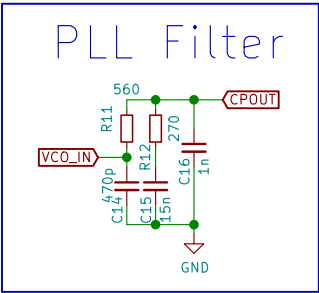 PLL Filter
560
CPOUT
R11
R12
270
C16
1n
VCO_IN
470p
C14
C15
15n
GND